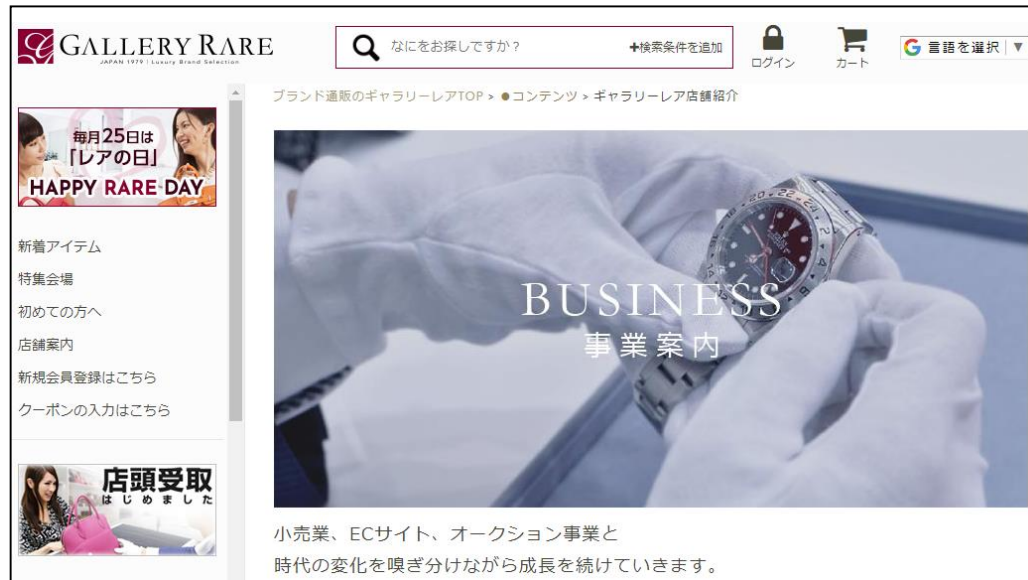 GALLERY RARE
JAPAN 1979 | Luxury Brand Selection
なにをお探しですか?
+検索条件を追加
ログイン
カート
G 言語を選択 | ▼
毎月25日は
「レアの日」
HAPPY RARE DAY
新着アイテム
特集会場
初めての方へ
店舗案内
新規会員登録はこちら
クーポンの入力はこちら
店頭受取
はじめました
ブランド通販のギャラリーレアTOP > ●コンテンツ > ギャラリーレア店舗紹介
BUSINESS
事業案内
小売業、ECサイト、オークション事業と
時代の変化を嗅ぎ分けながら成長を続けていきます。